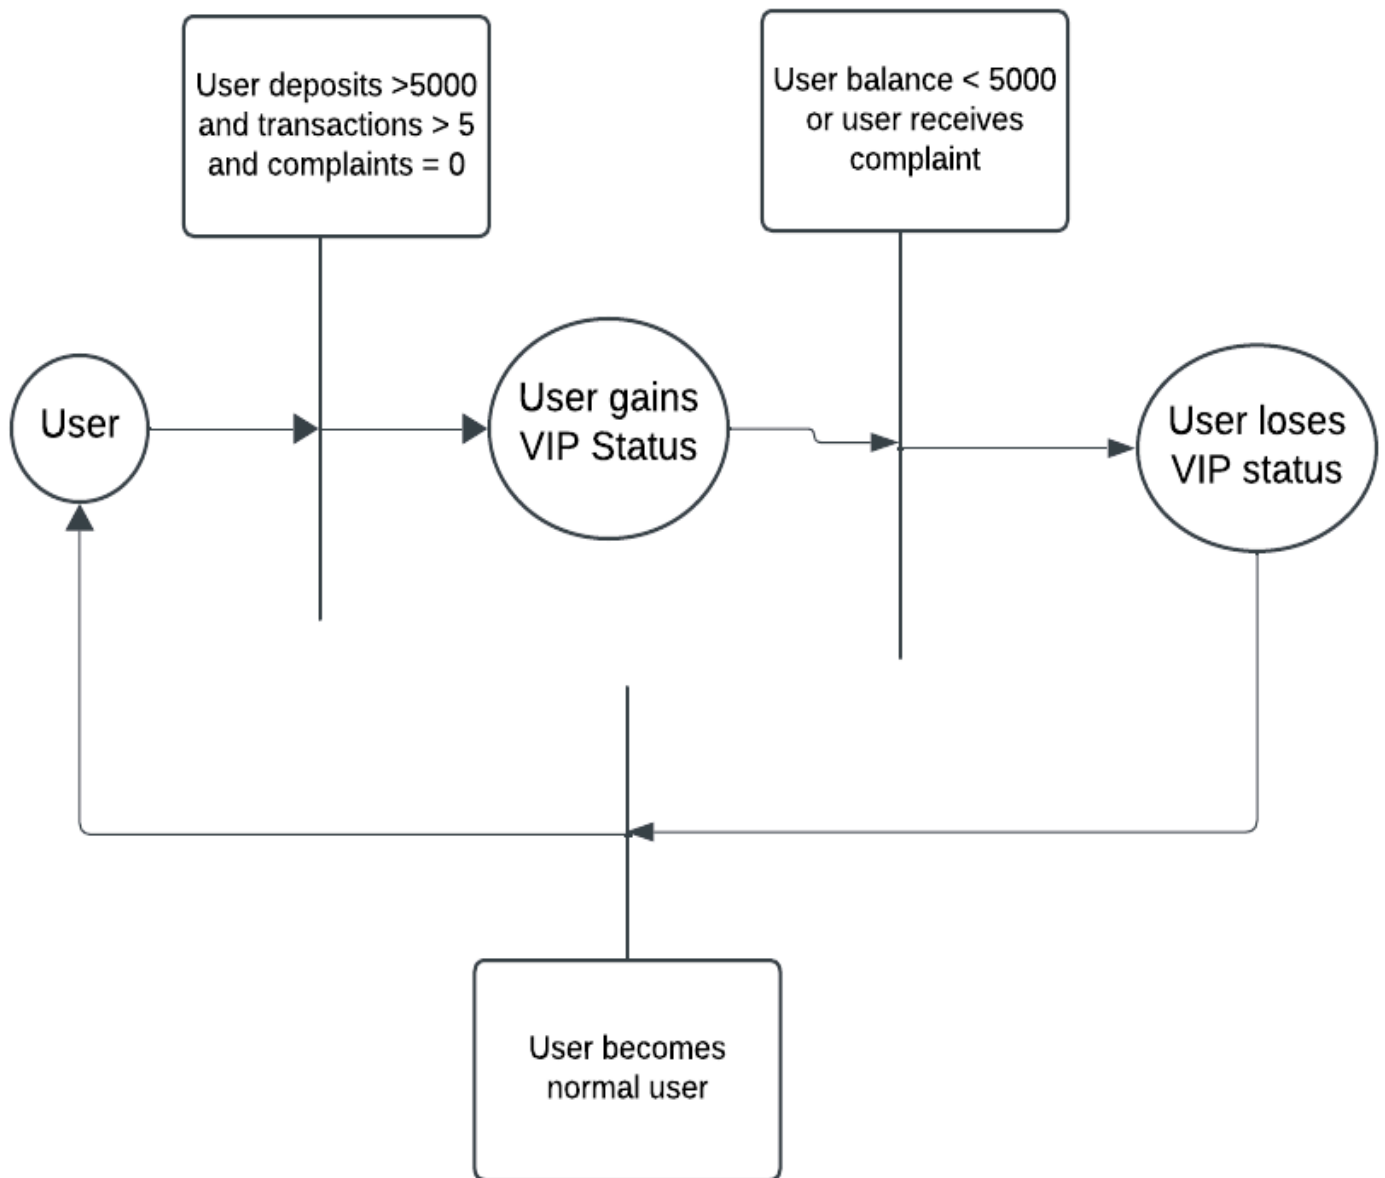 User deposits >5000
and transactions > 5
and complaints = 0
User balance < 5000
or user receives
complaint
User
User gains
VIP Status
User loses
VIP status
User becomes
normal user